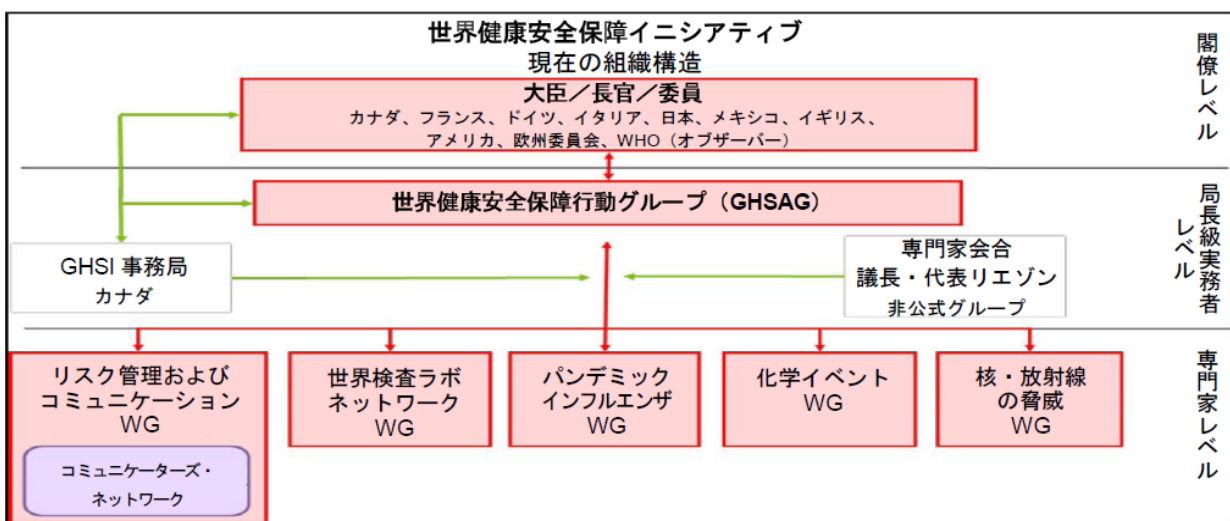 世界健康安全保障イニシアティブ
現在の組織構造
大臣／長官／委員
カナダ、フランス、ドイツ、イタリア、日本、メキシコ、イギリス、
アメリカ、欧州委員会、WHO（オブザーバー）
閣僚レベル
世界健康安全保障行動グループ（GHSAG）
GHSI 事務局
カナダ
専門家会合
議長・代表リエゾン
非公式グループ
局長級実務者
レベル
リスク管理および
コミュニケーション
WG
コミュニケーターズ・
ネットワーク
世界検査ラボ
ネットワーク
WG
パンデミック
インフルエンザ
WG
化学イベント
WG
核・放射線
の脅威
WG
専門家レベル